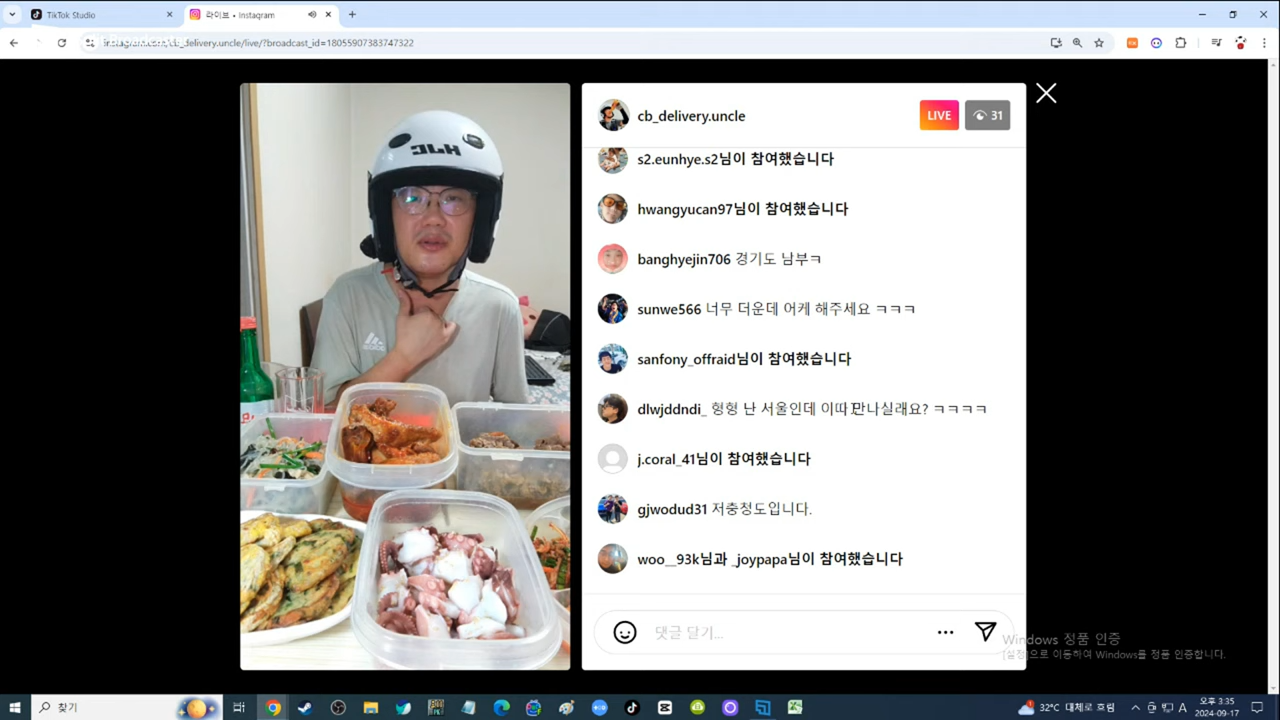 TikTok Studio
라이브 • Instagram
_delivery.uncle/live/?broadcast_id=18055907383747322
cb_delivery.uncle
LIVE
31
s2.eunhye.s2님이 참여했습니다
hwangyucan97님이 참여했습니다
banghyejin706 경기도 남부ㅋ
sunwe566 너무 더운데 어케 해주세요 ㅋㅋㅋ
sanfony_offraid님이 참여했습니다
dlwjddndi_ 형형 난 서울인데 이따 만나실래요? ㅋㅋㅋㅋ
j.coral_41님이 참여했습니다
gjwodud31 저충청도입니다.
woo__93k님과 _joypapa님이 참여했습니다
댓글 달기...
Windows 정품 인증
[설정]으로 이동하여 Windows를 정품 인증합니다.
찾기
32°C 대체로 흐림
A
오후 3:35
2024-09-17